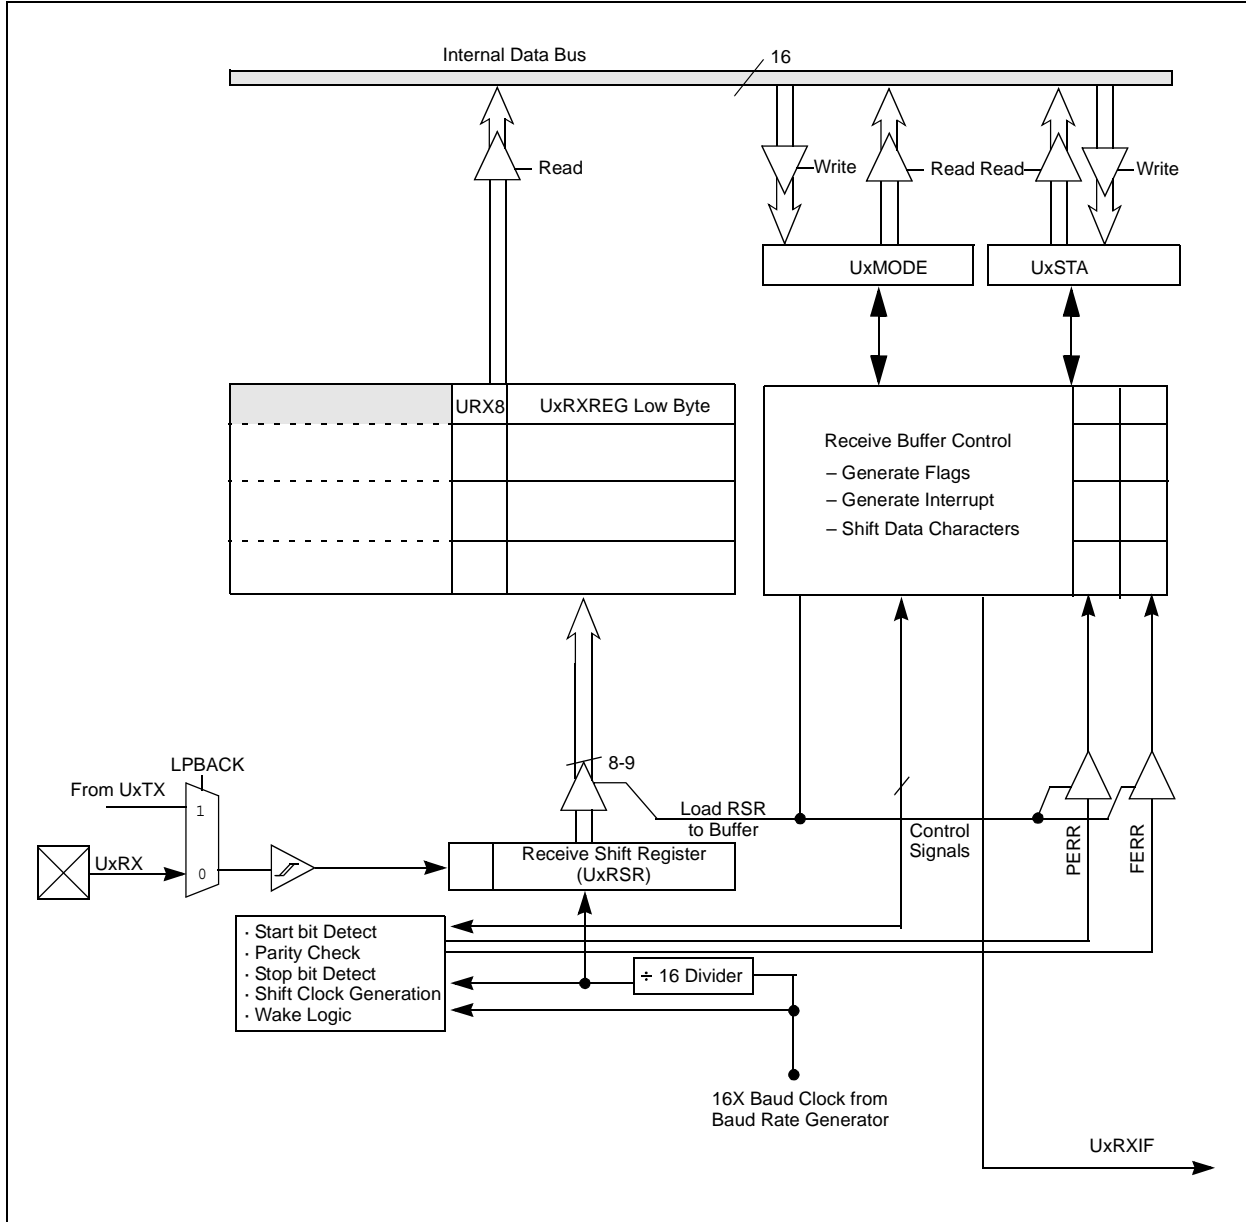 Internal Data Bus
16
Read
Write
Read Read
Write
UxMODE
UxSTA
URX8
UxRXREG Low Byte
Receive Buffer Control
– Generate Flags
– Generate Interrupt
– Shift Data Characters
LPBACK
From UxTX
1
UxRX
0
8-9
Load RSR
to Buffer
Control
Signals
PERR
FERR
Receive Shift Register
(UxRSR)
· Start bit Detect
· Parity Check
· Stop bit Detect
· Shift Clock Generation
· Wake Logic
÷ 16 Divider
16X Baud Clock from
Baud Rate Generator
UxRXIF